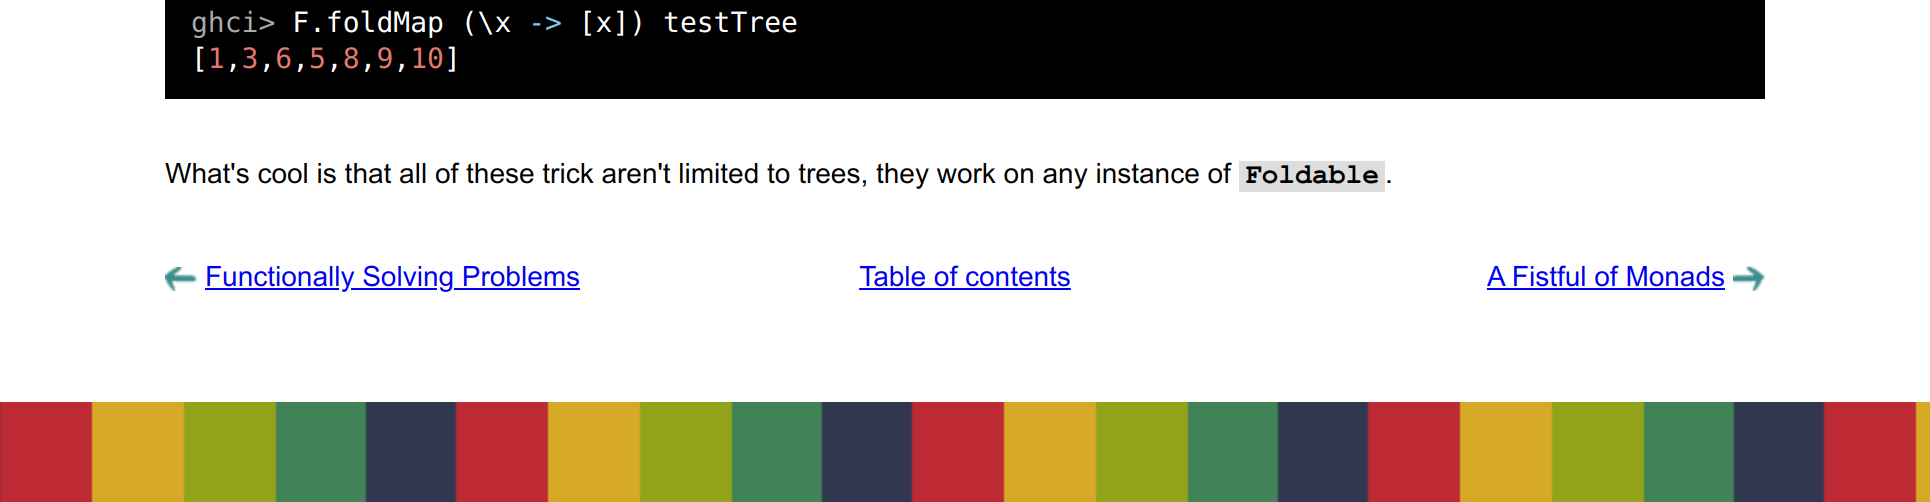 ghci> F.foldMap (\x -> [x]) testTree
[1,3,6,5,8,9,10]
What's cool is that all of these trick aren't limited to trees, they work on any instance of Foldable.
Functionally Solving Problems
Table of contents
A Fistful of Monads